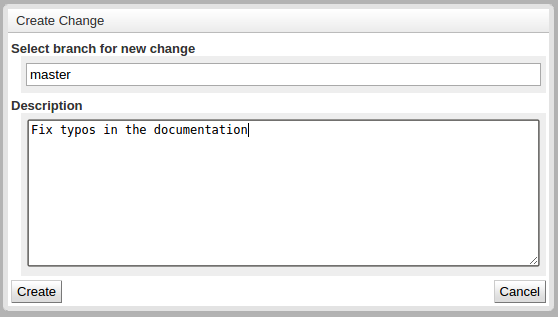 Create Change
Select branch for new change
master
Description
Fix typos in the documentation
Create
Cancel